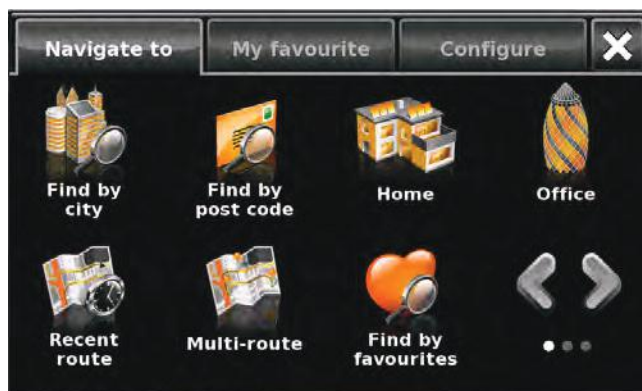 Navigate to
My favourite
Configure
Find by
city
Find by
post code
Home
Office
Recent
route
Multi-route
Find by
favourites